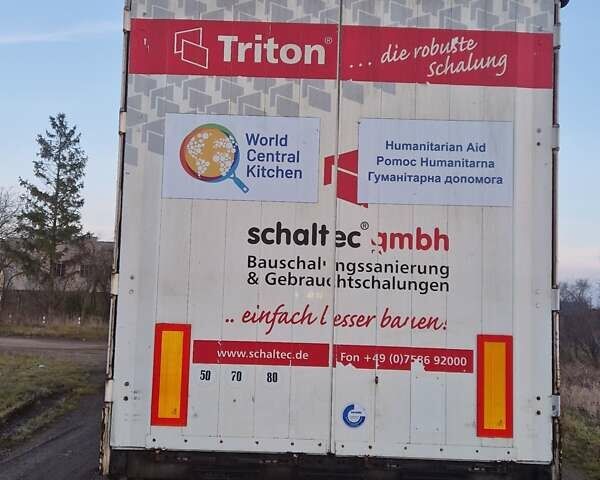 Triton®
... die robuste
Schalung
World
Central
Kitchen
Humanitarian Aid
Pomoc Humanitarna
Гуманітарна допомога
schaltec® gmbh
Bauschalungssanierung
& Gebrauchtschalungen
.. einfach besser bauen!
www.schaltec.de
Fon +49 (0)7586 92000
50 70 80